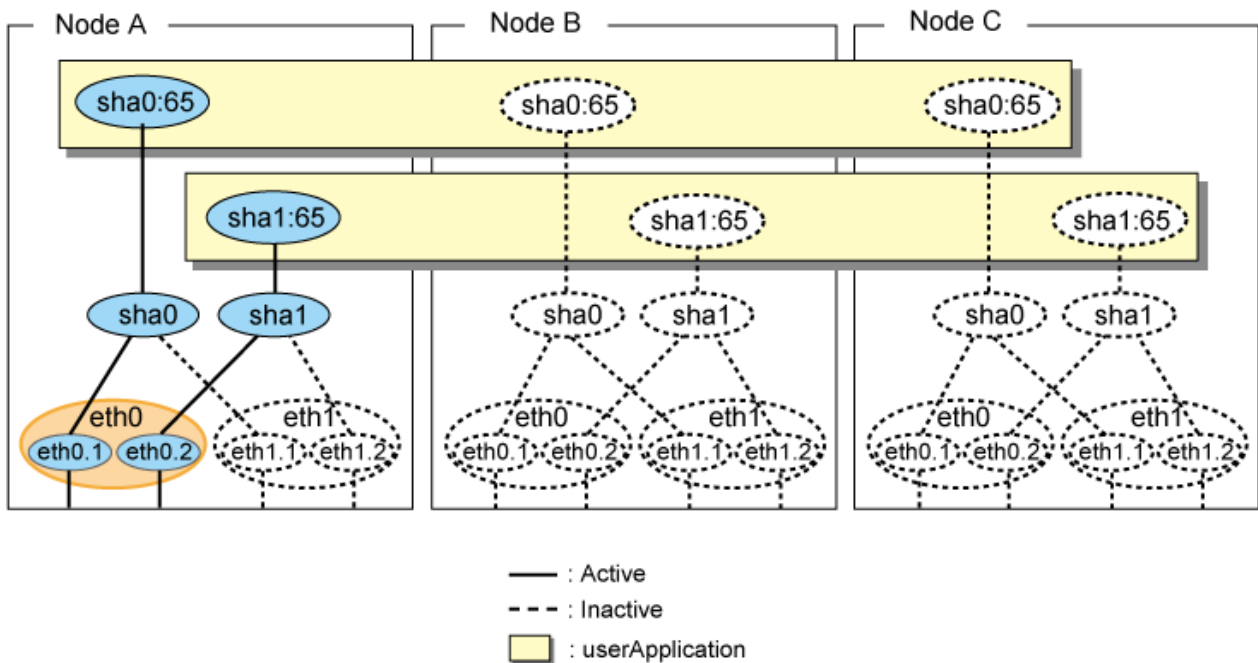 Node A Node B Node C
sha0:65 sha0:65 sha0:65
sha1:65 sha1:65 sha1:65
sha0 sha1 sha0 sha1 sha0 sha1
eth0 eth1 eth0 eth1 eth0 eth1
eth0.1 eth0.2 eth1.1 eth1.2 eth0.1 eth0.2 eth1.1 eth1.2 eth0.1 eth0.2 eth1.1 eth1.2
: Active
: Inactive
: userApplication